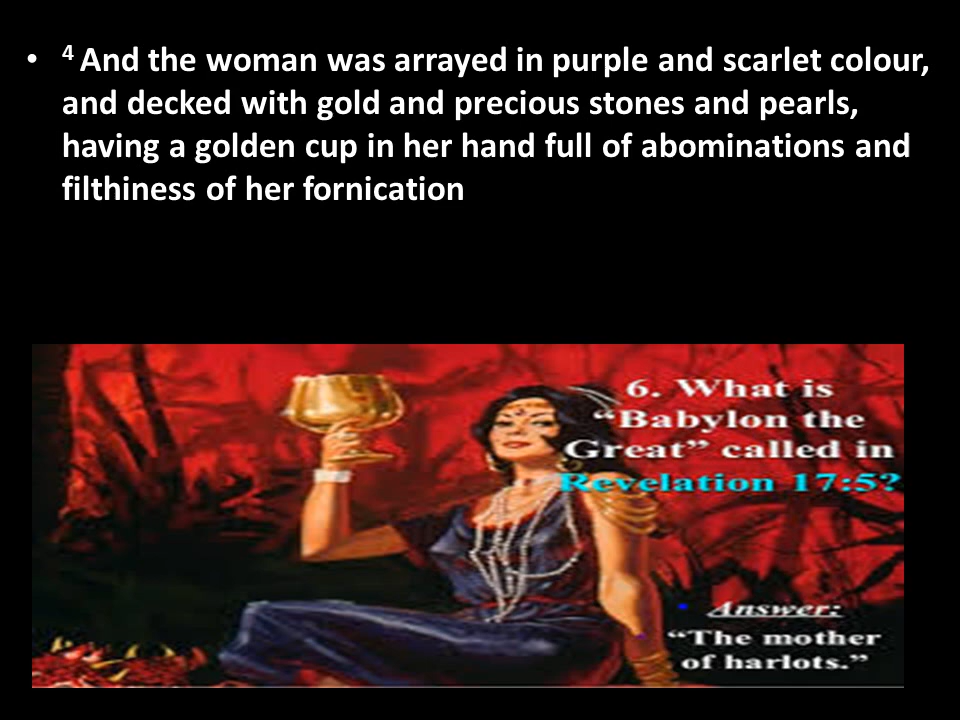 • 4 And the woman was arrayed in purple and scarlet colour,
and decked with gold and precious stones and pearls,
having a golden cup in her hand full of abominations and
filthiness of her fornication
6. What is
“Babylon the
Great” called in
Revelation 17:5?
• Answer:
• “The mother
of harlots.”